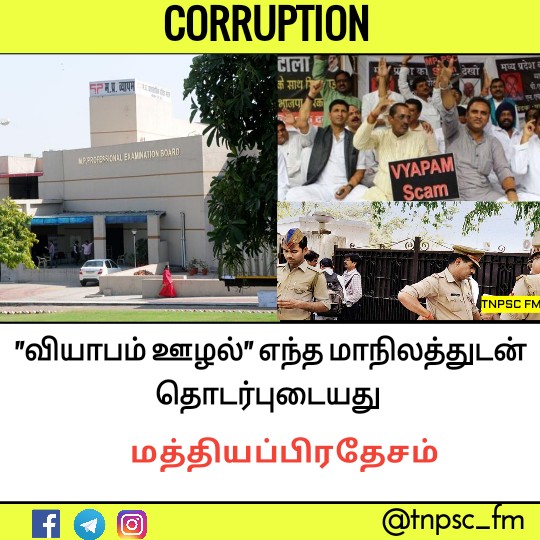 CORRUPTION
म.प्र. व्यापम
M.P. PROFESSIONAL EXAMINATION BOARD
VYAPAM
Scam
TNPSC FM
"வியாபம் ஊழல்" எந்த மாநிலத்துடன்
தொடர்புடையது
மத்தியப்பிரதேசம்
@tnpsc_fm